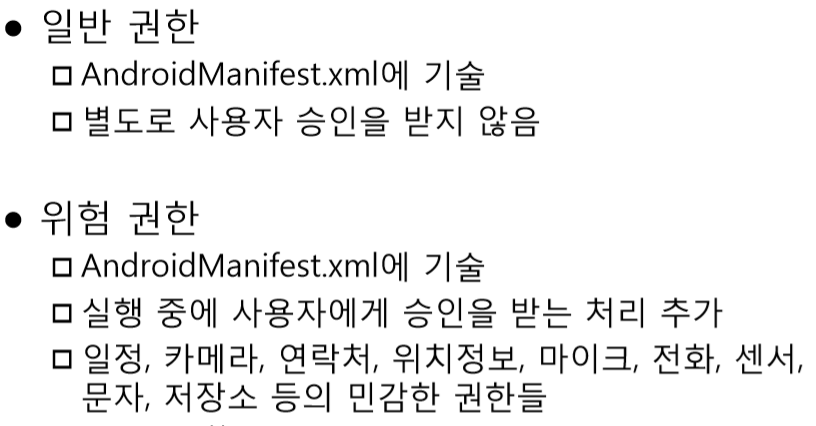 ● 일반 권한
□ AndroidManifest.xml에 기술
□ 별도로 사용자 승인을 받지 않음
● 위험 권한
□ AndroidManifest.xml에 기술
□ 실행 중에 사용자에게 승인을 받는 처리 추가
□ 일정, 카메라, 연락처, 위치정보, 마이크, 전화, 센서,
문자, 저장소 등의 민감한 권한들